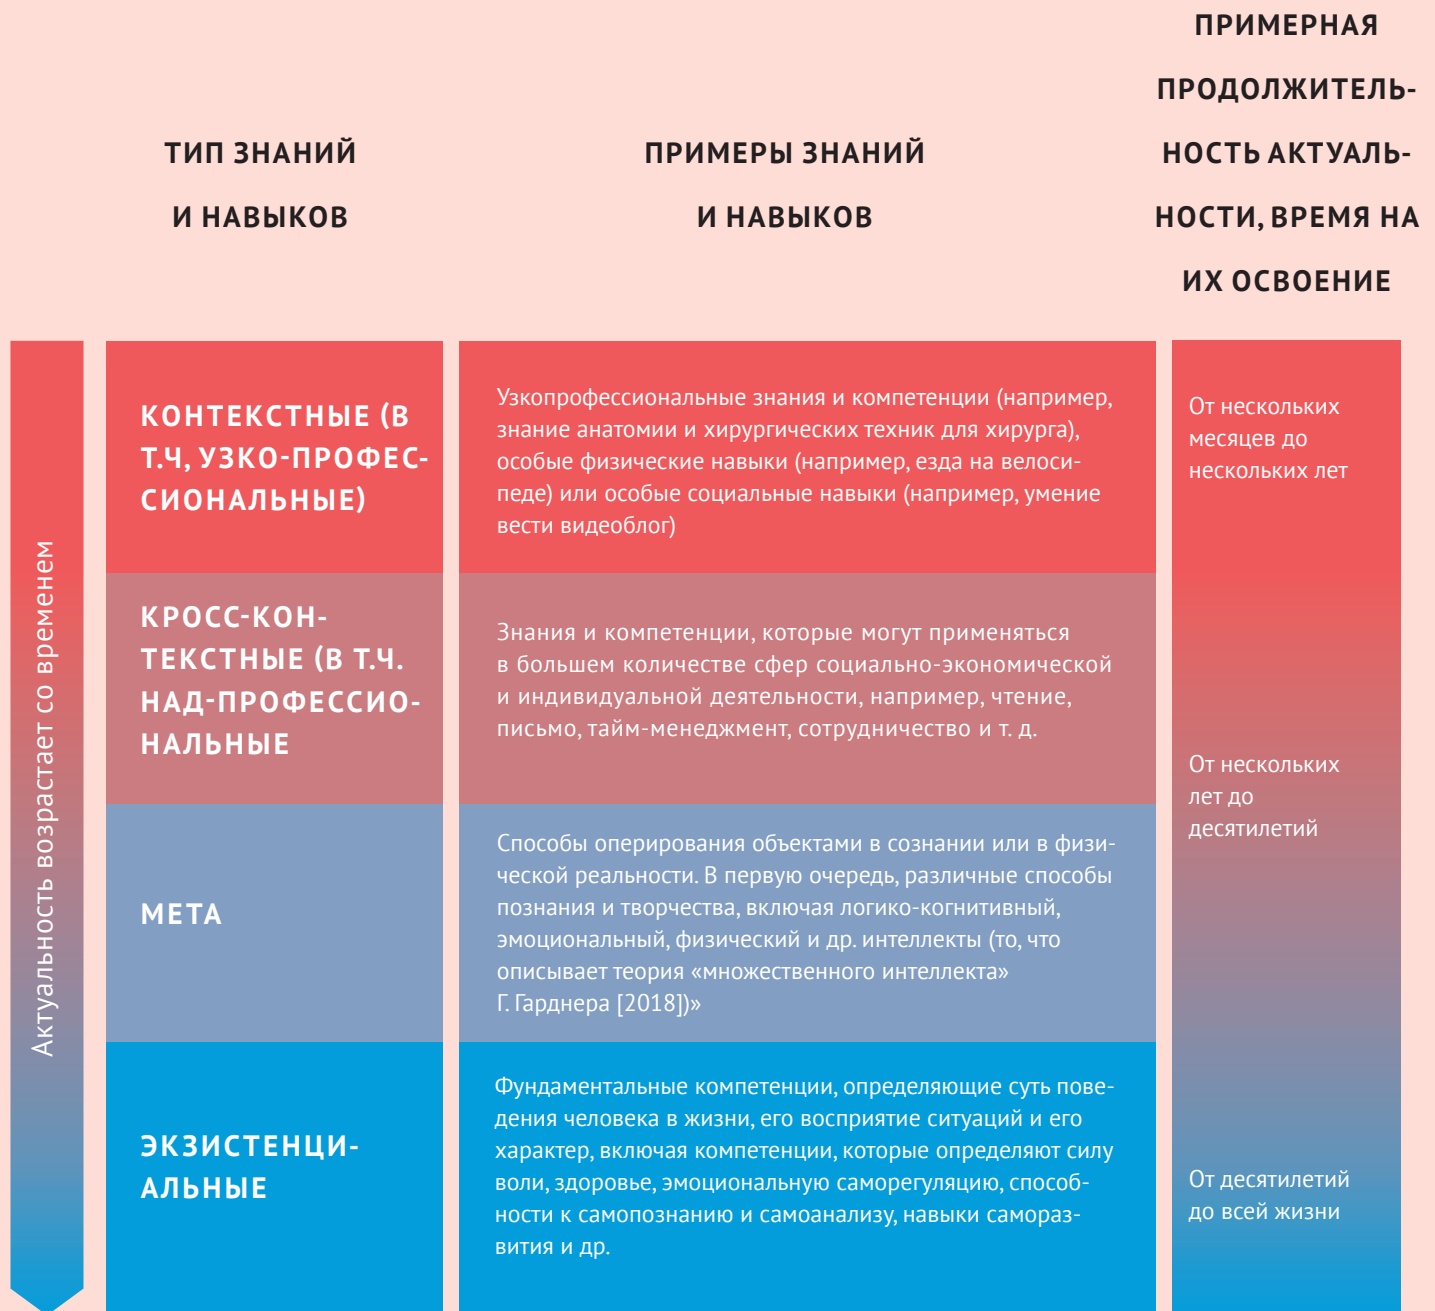 ТИП ЗНАНИЙ
И НАВЫКОВ
ПРИМЕРЫ ЗНАНИЙ
И НАВЫКОВ
ПРИМЕРНАЯ
ПРОДОЛЖИТЕЛЬ-
НОСТЬ АКТУАЛЬ-
НОСТИ, ВРЕМЯ НА
ИХ ОСВОЕНИЕ
Актуальность возрастает со временем
КОНТЕКСТНЫЕ (В
Т.Ч, УЗКО-ПРОФЕС-
СИОНАЛЬНЫЕ)
Узкопрофессиональные знания и компетенции (например,
знание анатомии и хирургических техник для хирурга),
особые физические навыки (например, езда на велоси-
педе) или особые социальные навыки (например, умение
вести видеоблог)
От нескольких
месяцев до
нескольких лет
КРОСС-КОН-
ТЕКСТНЫЕ (В Т.Ч.
НАД-ПРОФЕССИО-
НАЛЬНЫЕ
Знания и компетенции, которые могут применяться
в большем количестве сфер социально-экономической
и индивидуальной деятельности, например, чтение,
письмо, тайм-менеджмент, сотрудничество и т. д.
От нескольких
лет до
десятилетий
МЕТА
Способы оперирования объектами в сознании или в физи-
ческой реальности. В первую очередь, различные способы
познания и творчества, включая логико-когнитивный,
эмоциональный, физический и др. интеллекты (то, что
описывает теория «множественного интеллекта»
Г. Гарднера [2018])»
ЭКЗИСТЕНЦИ-
АЛЬНЫЕ
Фундаментальные компетенции, определяющие суть пове-
дения человека в жизни, его восприятие ситуаций и его
характер, включая компетенции, которые определяют силу
воли, здоровье, эмоциональную саморегуляцию, способ-
ности к самопознанию и самоанализу, навыки самораз-
вития и др.
От десятилетий
до всей жизни